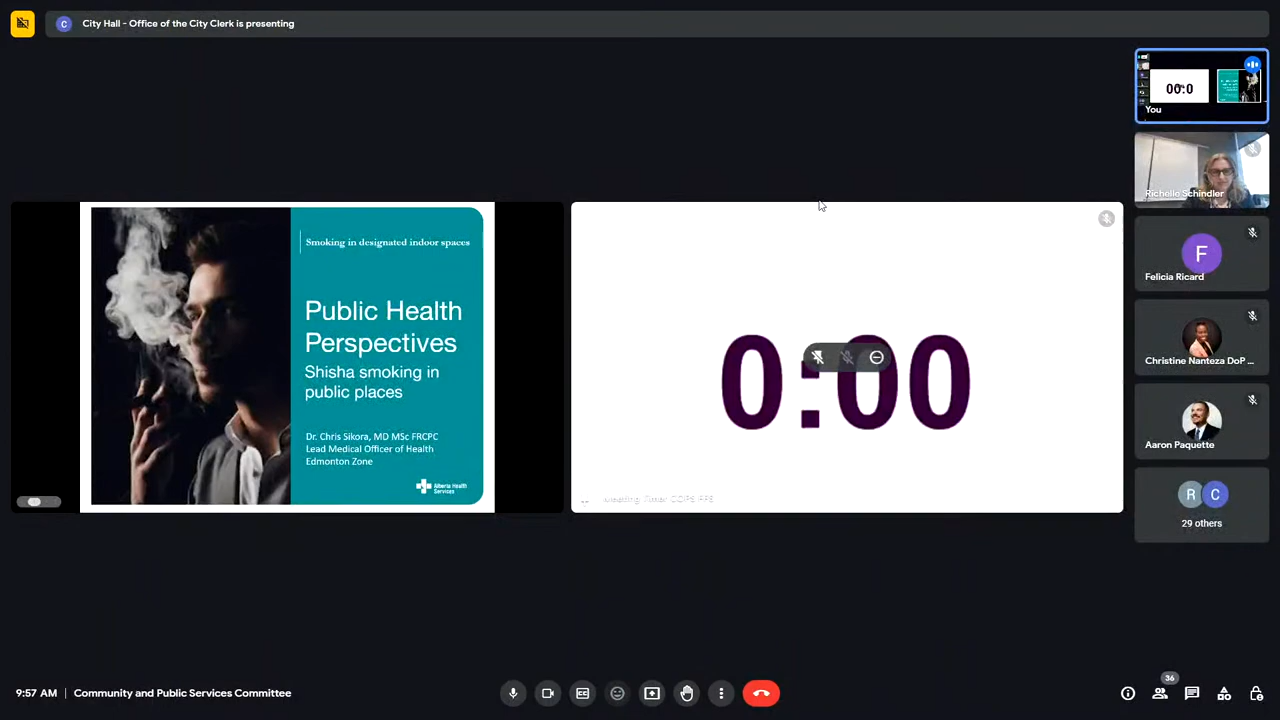 City Hall - Office of the City Clerk is presenting
C
00:0
You
Richelle Schindler
F
Felicia Ricard
Christine Nanteza DoP ...
Aaron Paquette
R C
29 others
Smoking in designated indoor spaces
Public Health
Perspectives
Shisha smoking in
public places
Dr. Chris Sikora, MD MSc FRCPC
Lead Medical Officer of Health
Edmonton Zone
Alberta Health
Services
0:00
9:57 AM
Community and Public Services Committee
36